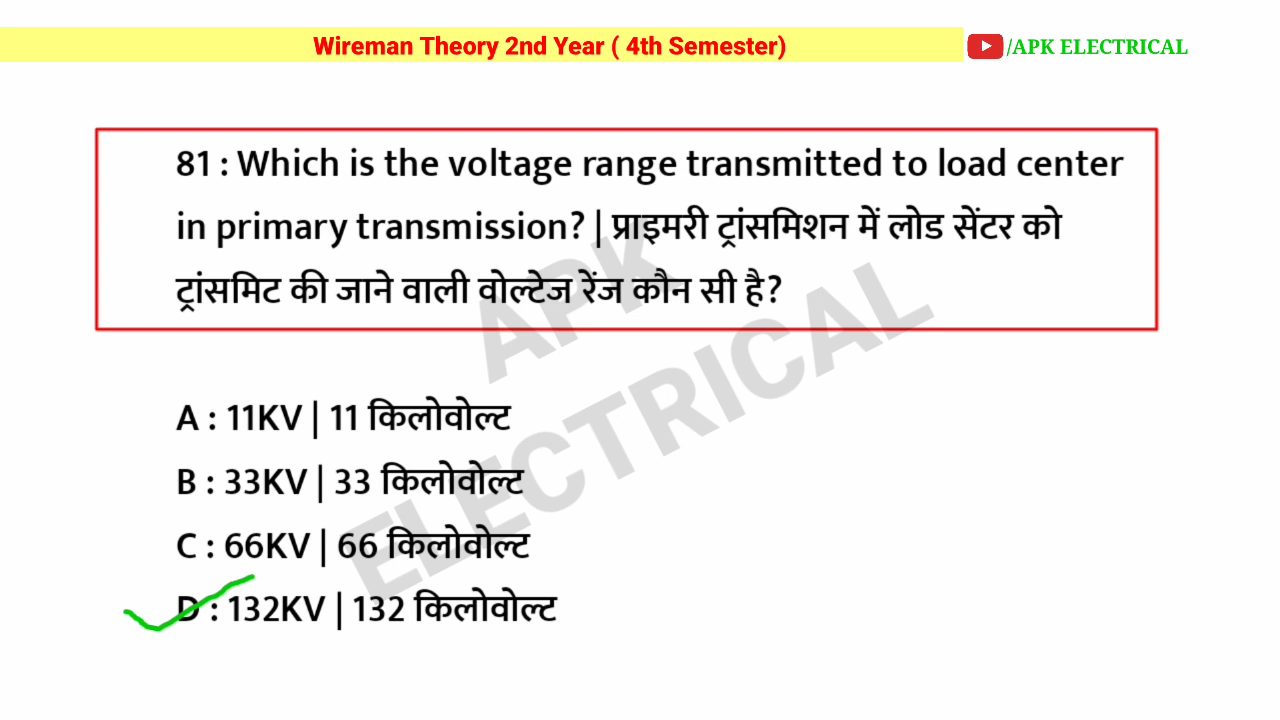 Wireman Theory 2nd Year ( 4th Semester)
/APK ELECTRICAL
81 : Which is the voltage range transmitted to load center
in primary transmission? | प्राइमरी ट्रांसमिशन में लोड सेंटर को
ट्रांसमिट की जाने वाली वोल्टेज रेंज कौन सी है?
APK
ELECTRICAL
A : 11KV | 11 किलोवोल्ट
B : 33KV | 33 किलोवोल्ट
C : 66KV | 66 किलोवोल्ट
D : 132KV | 132 किलोवोल्ट